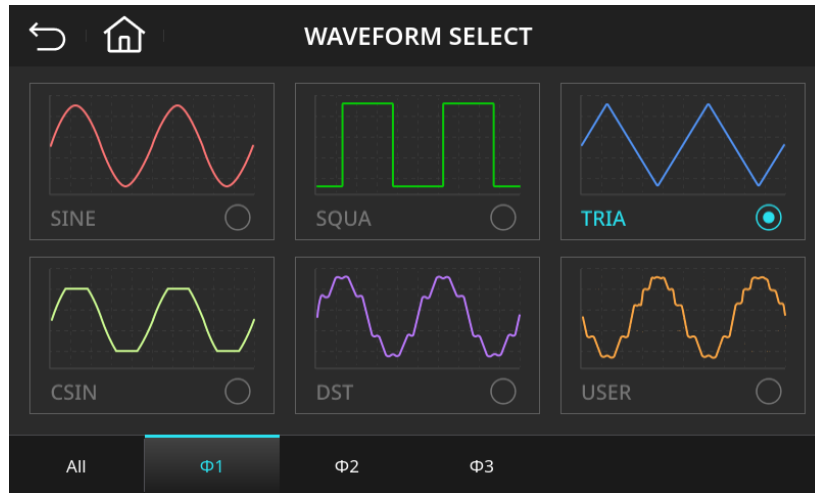 WAVEFORM SELECT
SINE
SQUA
TRIA
CSIN
DST
USER
All
Φ1
Φ2
Φ3